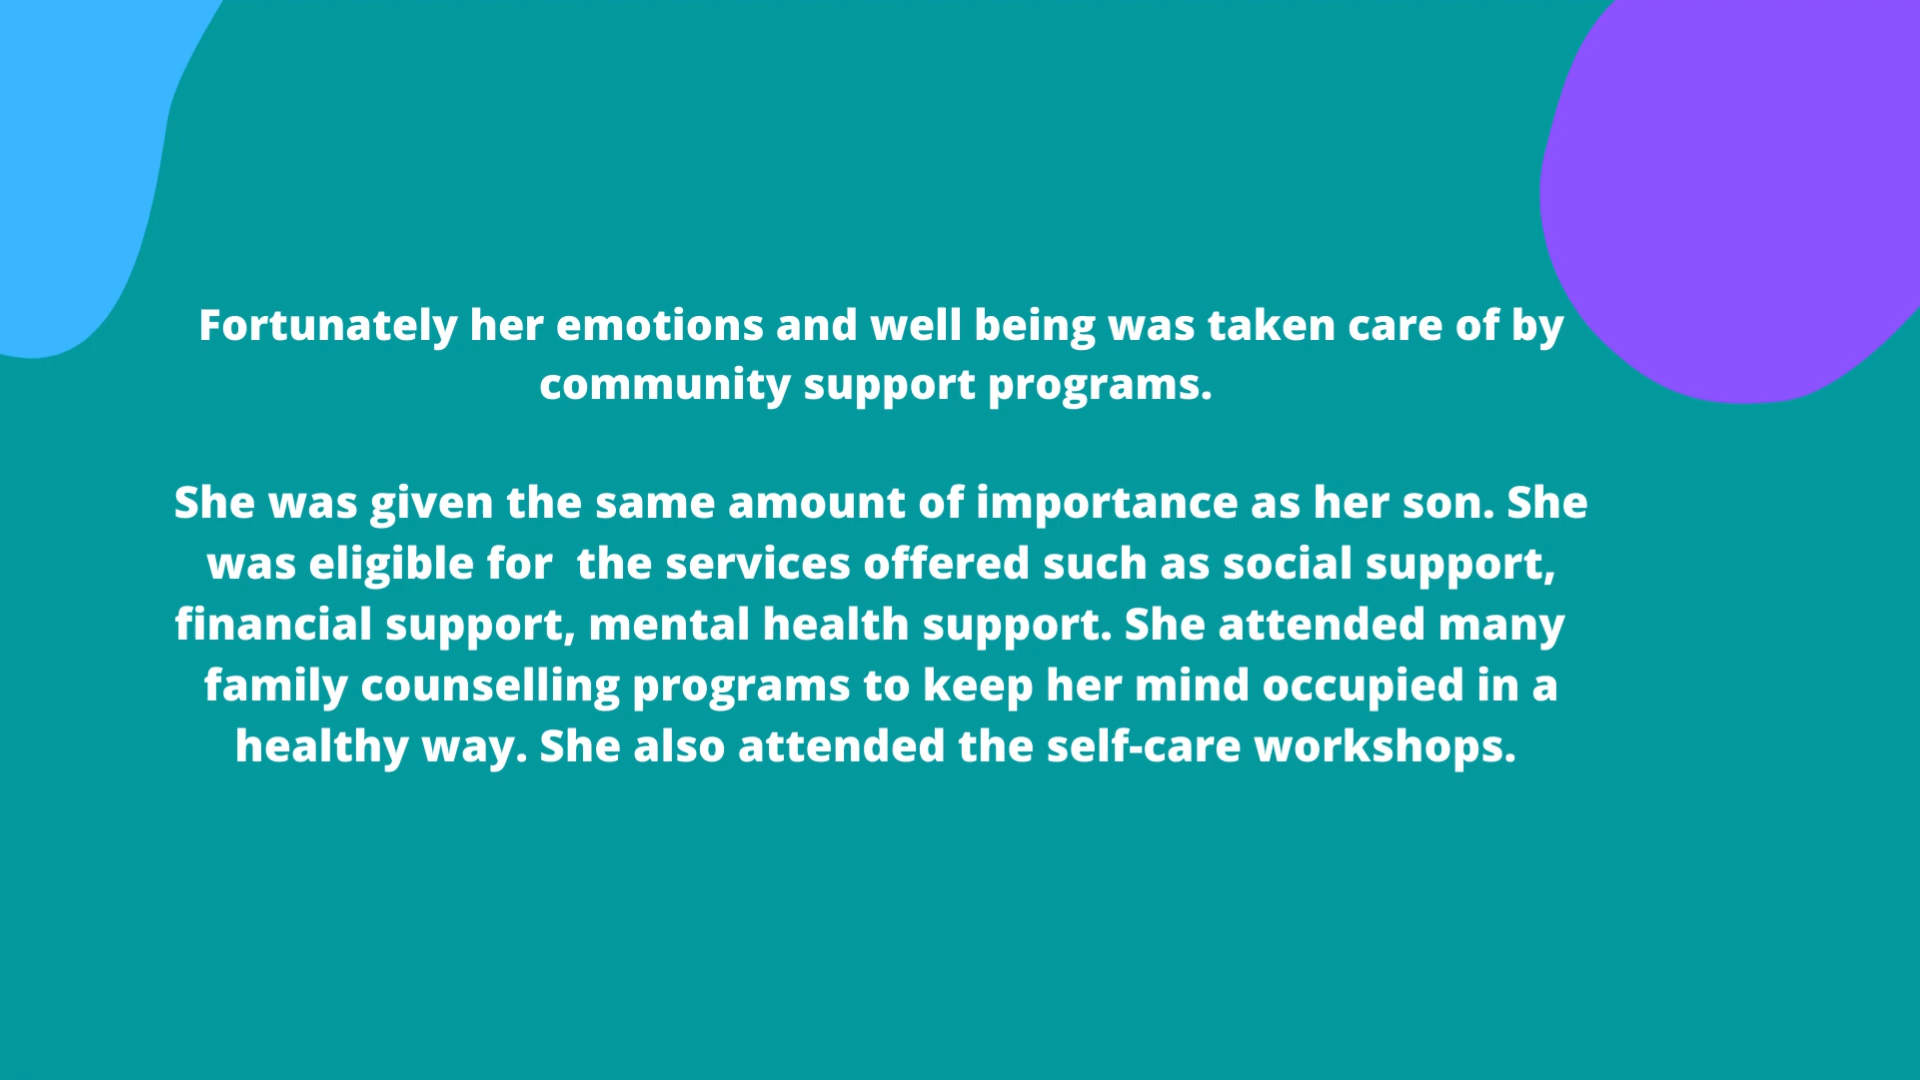 Fortunately her emotions and well being was taken care of by
community support programs.
She was given the same amount of importance as her son. She
was eligible for  the services offered such as social support,
financial support, mental health support. She attended many
family counselling programs to keep her mind occupied in a
healthy way. She also attended the self-care workshops.